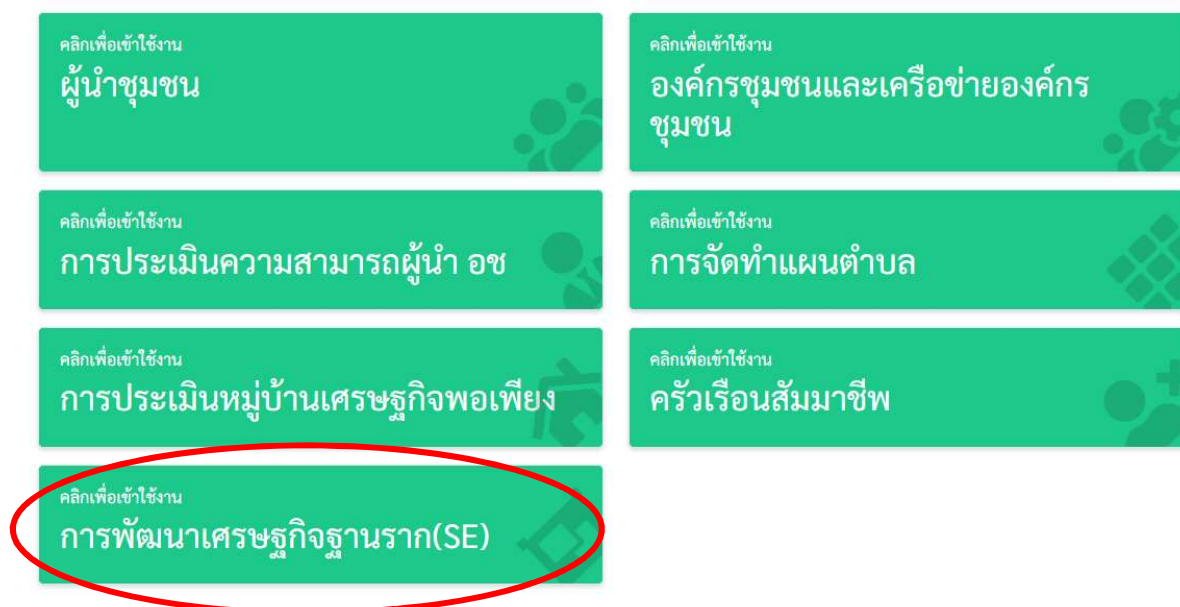 คลิกเพื่อเข้าใช้งาน
ผู้นำชุมชน
คลิกเพื่อเข้าใช้งาน
องค์กรชุมชนและเครือข่ายองค์กร
ชุมชน
คลิกเพื่อเข้าใช้งาน
การประเมินความสามารถผู้นำ อช
คลิกเพื่อเข้าใช้งาน
การจัดทำแผนตำบล
คลิกเพื่อเข้าใช้งาน
การประเมินหมู่บ้านเศรษฐกิจพอเพียง
คลิกเพื่อเข้าใช้งาน
ครัวเรือนสัมมาชีพ
คลิกเพื่อเข้าใช้งาน
การพัฒนาเศรษฐกิจฐานราก(SE)